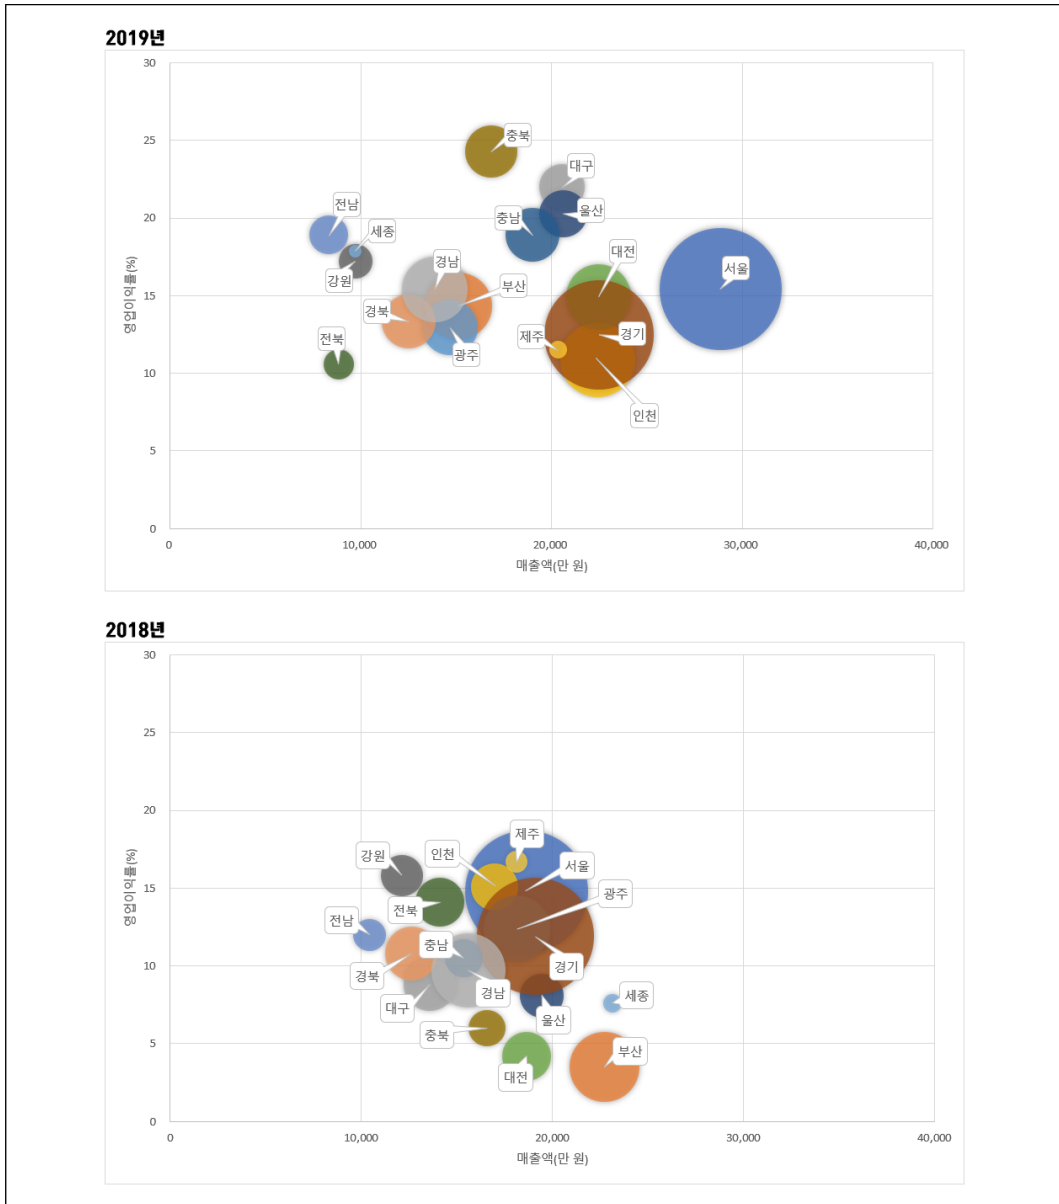 2019년
30
충북
25
대구
전남
울산
20
충남
세종
대전
경남
서울
강원
부산
영업이익률(%)
15
경북
경기
제주
전북
광주
10
인천
5
0
0 10,000 20,000 30,000 40,000
매출액(만 원)
2018년
30
25
20
제주
강원
인천
서울
영업이익률(%)
15
광주
전북
전남
충남
10
경북
경기
경남
세종
대구
울산
충북
5
부산
대전
0
0 10,000 20,000 30,000 40,000
매출액(만 원)